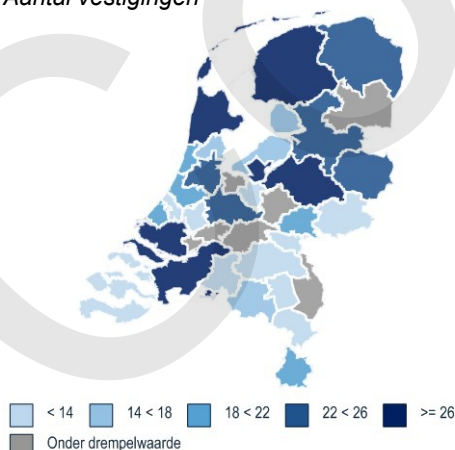 Aantal vestigingen
< 14 14 < 18 18 < 22 22 < 26 >= 26
Onder drempelwaarde